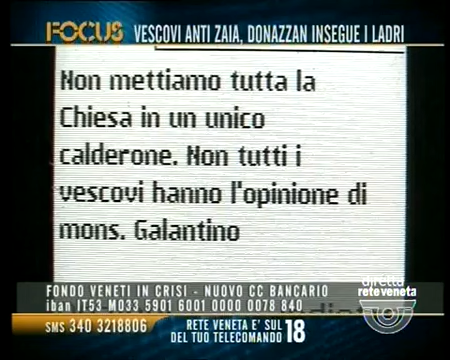 FOCUS VESCOVI ANTI ZAIA, DONAZZAN INSEGUE I LADRI
Non mettiamo tutta la
Chiesa in un unico
calderone. Non tutti i
vescovi hanno l'opinione di
mons. Galantino
diretta
reteveneta
FONDO VENETI IN CRISI - NUOVO CC BANCARIO
iban IT53 M033 5901 6001 0000 0078 840
SMS 340 3218806
RETE VENETA E' SUL
DEL TUO TELECOMANDO 18